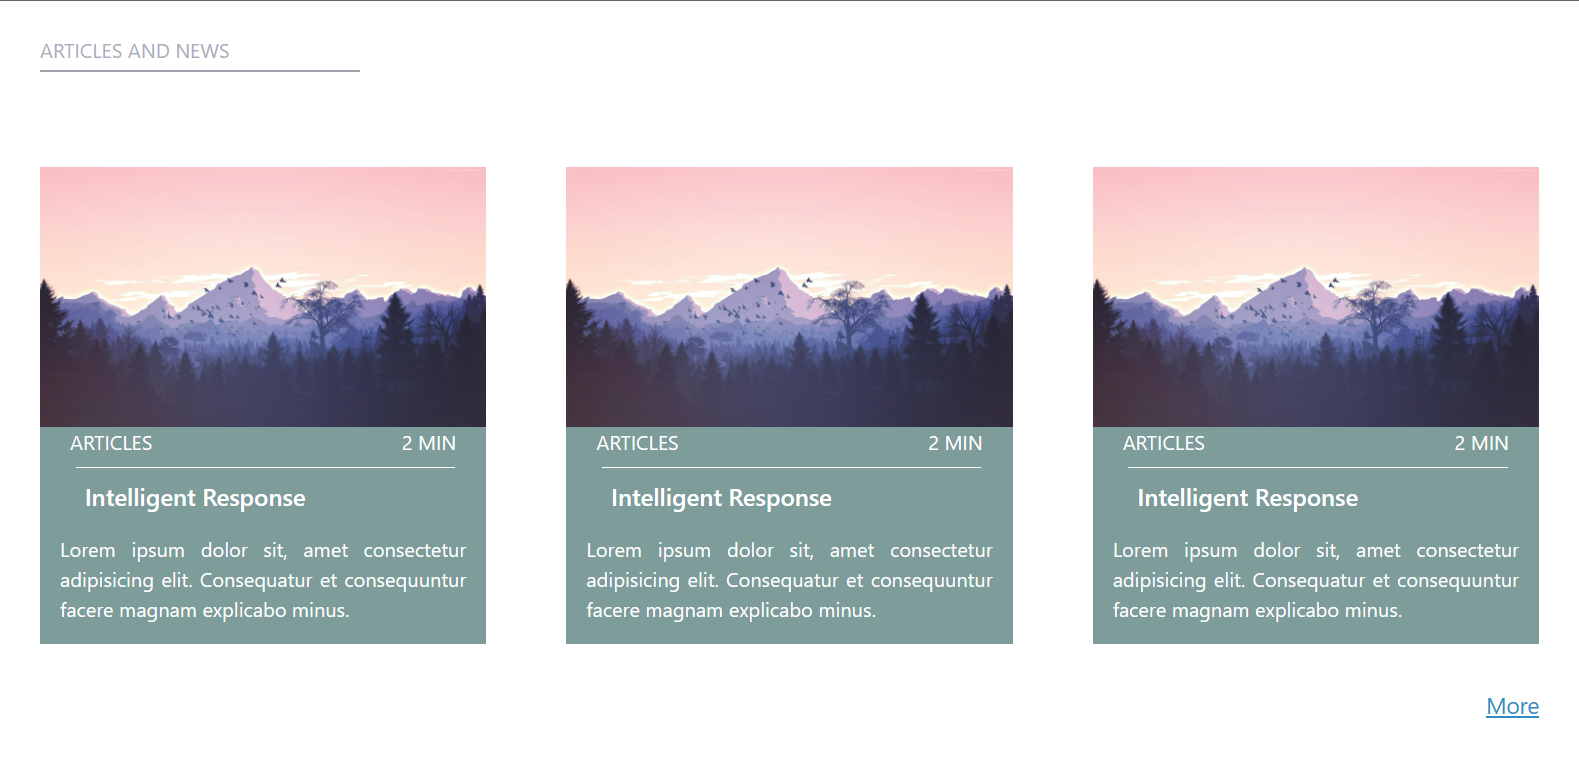 ARTICLES AND NEWS
ARTICLES 2 MIN
Intelligent Response
Lorem ipsum dolor sit, amet consectetur
adipisicing elit. Consequatur et consequuntur
facere magnam explicabo minus.
ARTICLES 2 MIN
Intelligent Response
Lorem ipsum dolor sit, amet consectetur
adipisicing elit. Consequatur et consequuntur
facere magnam explicabo minus.
ARTICLES 2 MIN
Intelligent Response
Lorem ipsum dolor sit, amet consectetur
adipisicing elit. Consequatur et consequuntur
facere magnam explicabo minus.
More